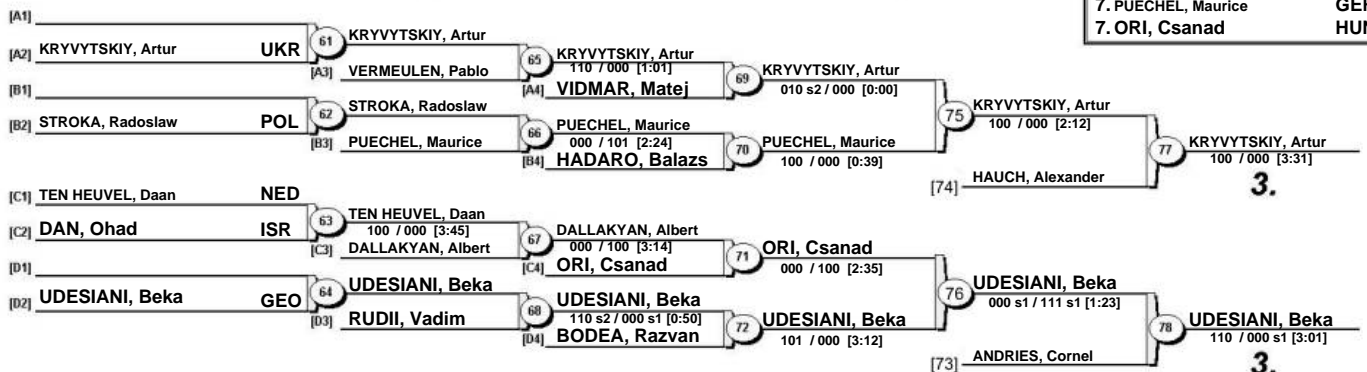 7. PUECHEL, Maurice
7. ORI, Csanad HUN
[A1]
[A2] KRYVYTSKIY, Artur UKR
61 KRYVYTSKIY, Artur
[A3] VERMEULEN, Pablo
65 KRYVYTSKIY, Artur
110 / 000 [1:01]
[A4] VIDMAR, Matej
69 KRYVYTSKIY, Artur
010 s2 / 000 [0:00]
[B1]
[B2] STROKA, Radoslaw POL
62 STROKA, Radoslaw
[B3] PUECHEL, Maurice
66 PUECHEL, Maurice
000 / 101 [2:24]
[B4] HADARO, Balazs
70 PUECHEL, Maurice
100 / 000 [0:39]
75 KRYVYTSKIY, Artur
100 / 000 [2:12]
[74] HAUCH, Alexander
77 KRYVYTSKIY, Artur
100 / 000 [3:31]
3.
[C1] TEN HEUVEL, Daan NED
[C2] DAN, Ohad ISR
63 TEN HEUVEL, Daan
100 / 000 [3:45]
[C3] DALLAKYAN, Albert
67 DALLAKYAN, Albert
000 / 100 [3:14]
[C4] ORI, Csanad
71 ORI, Csanad
000 / 100 [2:35]
[D1]
[D2] UDESIANI, Beka GEO
64 UDESIANI, Beka
[D3] RUDII, Vadim
68 UDESIANI, Beka
110 s2 / 000 s1 [0:50]
[D4] BODEA, Razvan
72 UDESIANI, Beka
101 / 000 [3:12]
76 UDESIANI, Beka
000 s1 / 111 s1 [1:23]
[73] ANDRIES, Cornel
78 UDESIANI, Beka
110 / 000 s1 [3:01]
3.